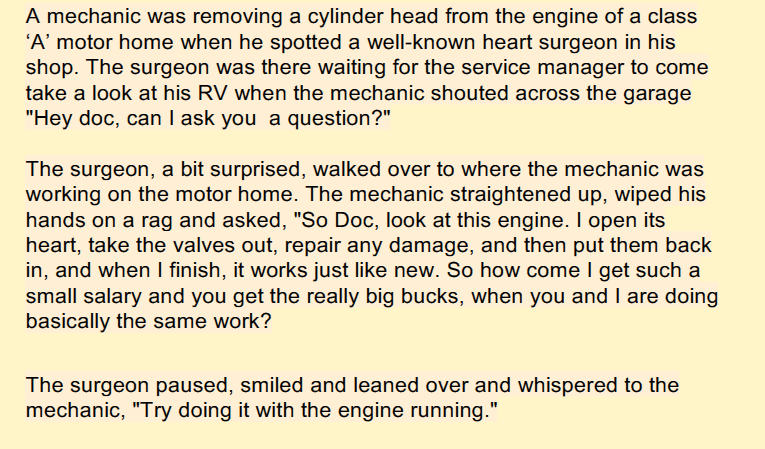 A mechanic was removing a cylinder head from the engine of a class
‘A’ motor home when he spotted a well-known heart surgeon in his
shop. The surgeon was there waiting for the service manager to come
take a look at his RV when the mechanic shouted across the garage
"Hey doc, can I ask you  a question?"
The surgeon, a bit surprised, walked over to where the mechanic was
working on the motor home. The mechanic straightened up, wiped his
hands on a rag and asked, "So Doc, look at this engine. I open its
heart, take the valves out, repair any damage, and then put them back
in, and when I finish, it works just like new. So how come I get such a
small salary and you get the really big bucks, when you and I are doing
basically the same work?
The surgeon paused, smiled and leaned over and whispered to the
mechanic, "Try doing it with the engine running."